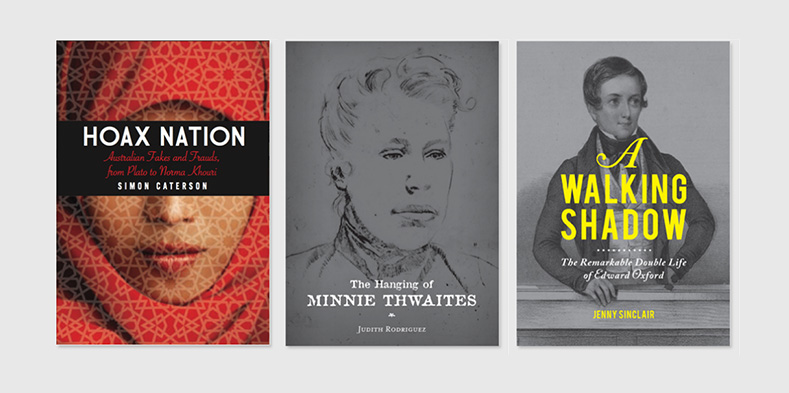 HOAX NATION
Australian Fakes and Frauds,
from Plato to Norma Khouri
SIMON CATERSON
The Hanging of
MINNIE THWAITES
JUDITH RODRIGUEZ
A
WALKING
SHADOW
The Remarkable Double Life
of Edward Oxford
JENNY SINCLAIR